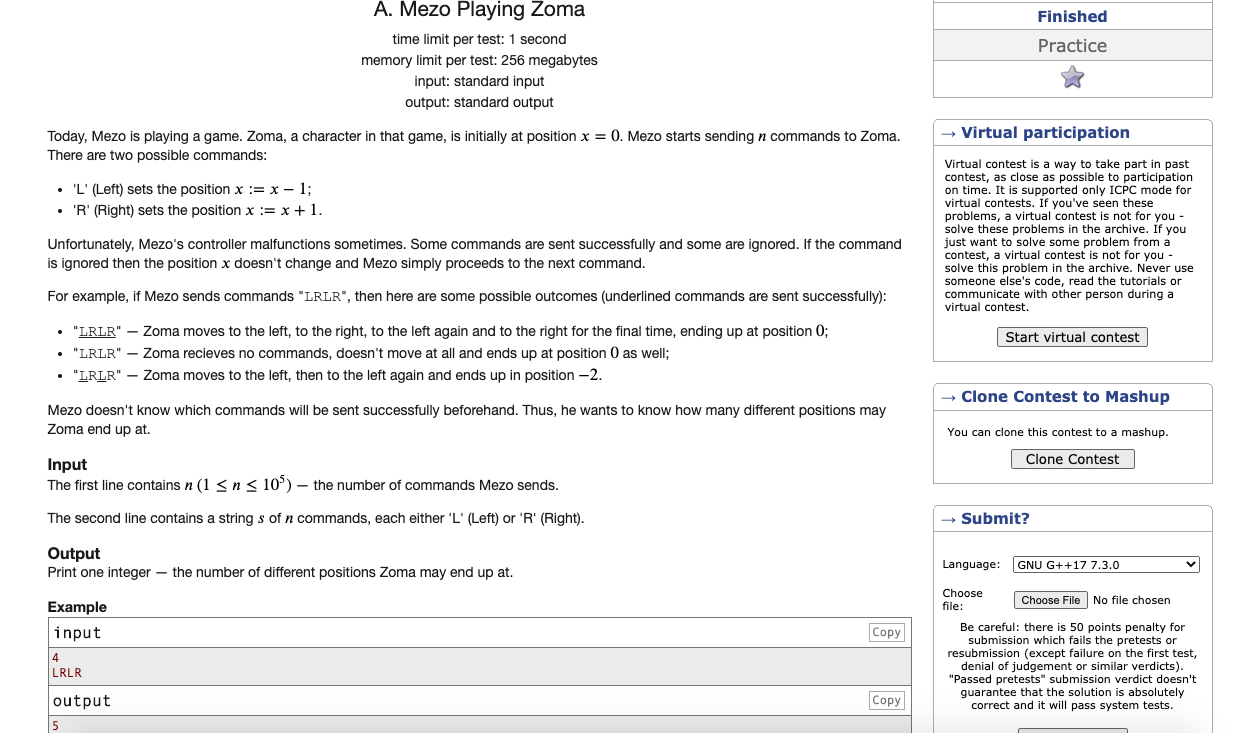 A. Mezo Playing Zoma
time limit per test: 1 second
memory limit per test: 256 megabytes
input: standard input
output: standard output
Today, Mezo is playing a game. Zoma, a character in that game, is initially at position x = 0. Mezo starts sending n commands to Zoma.
There are two possible commands:
• 'L' (Left) sets the position x := x − 1;
• 'R' (Right) sets the position x := x + 1.
Unfortunately, Mezo's controller malfunctions sometimes. Some commands are sent successfully and some are ignored. If the command
is ignored then the position x doesn't change and Mezo simply proceeds to the next command.
For example, if Mezo sends commands "LRLR", then here are some possible outcomes (underlined commands are sent successfully):
• "LRLR" — Zoma moves to the left, to the right, to the left again and to the right for the final time, ending up at position 0;
• "LRLR" — Zoma recieves no commands, doesn't move at all and ends up at position 0 as well;
• "LRLR" — Zoma moves to the left, then to the left again and ends up in position −2.
Mezo doesn't know which commands will be sent successfully beforehand. Thus, he wants to know how many different positions may
Zoma end up at.
Input
The first line contains n (1 ≤ n ≤ 10⁵) — the number of commands Mezo sends.
The second line contains a string s of n commands, each either 'L' (Left) or 'R' (Right).
Output
Print one integer — the number of different positions Zoma may end up at.
Example
input Copy
4
LRLR
output Copy
5
Finished
Practice
→ Virtual participation
Virtual contest is a way to take part in past
contest, as close as possible to participation
on time. It is supported only ICPC mode for
virtual contests. If you've seen these
problems, a virtual contest is not for you -
solve these problems in the archive. If you
just want to solve some problem from a
contest, a virtual contest is not for you -
solve this problem in the archive. Never use
someone else's code, read the tutorials or
communicate with other person during a
virtual contest.
Start virtual contest
→ Clone Contest to Mashup
You can clone this contest to a mashup.
Clone Contest
→ Submit?
Language: GNU G++17 7.3.0
Choose
file: Choose File No file chosen
Be careful: there is 50 points penalty for
submission which fails the pretests or
resubmission (except failure on the first test,
denial of judgement or similar verdicts).
"Passed pretests" submission verdict doesn't
guarantee that the solution is absolutely
correct and it will pass system tests.